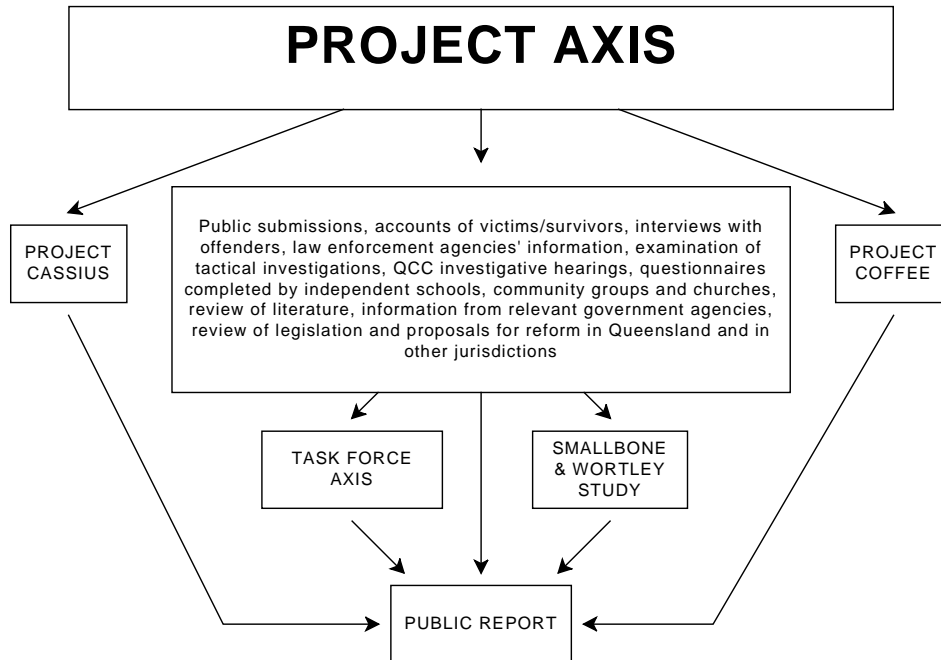 PROJECT AXIS
Public submissions, accounts of victims/survivors, interviews with
offenders, law enforcement agencies' information, examination of
tactical investigations, QCC investigative hearings, questionnaires
completed by independent schools, community groups and churches,
review of literature, information from relevant government agencies,
review of legislation and proposals for reform in Queensland and in
other jurisdictions
PROJECT
CASSIUS
PROJECT
COFFEE
TASK FORCE
AXIS
SMALLBONE
& WORTLEY
STUDY
PUBLIC REPORT